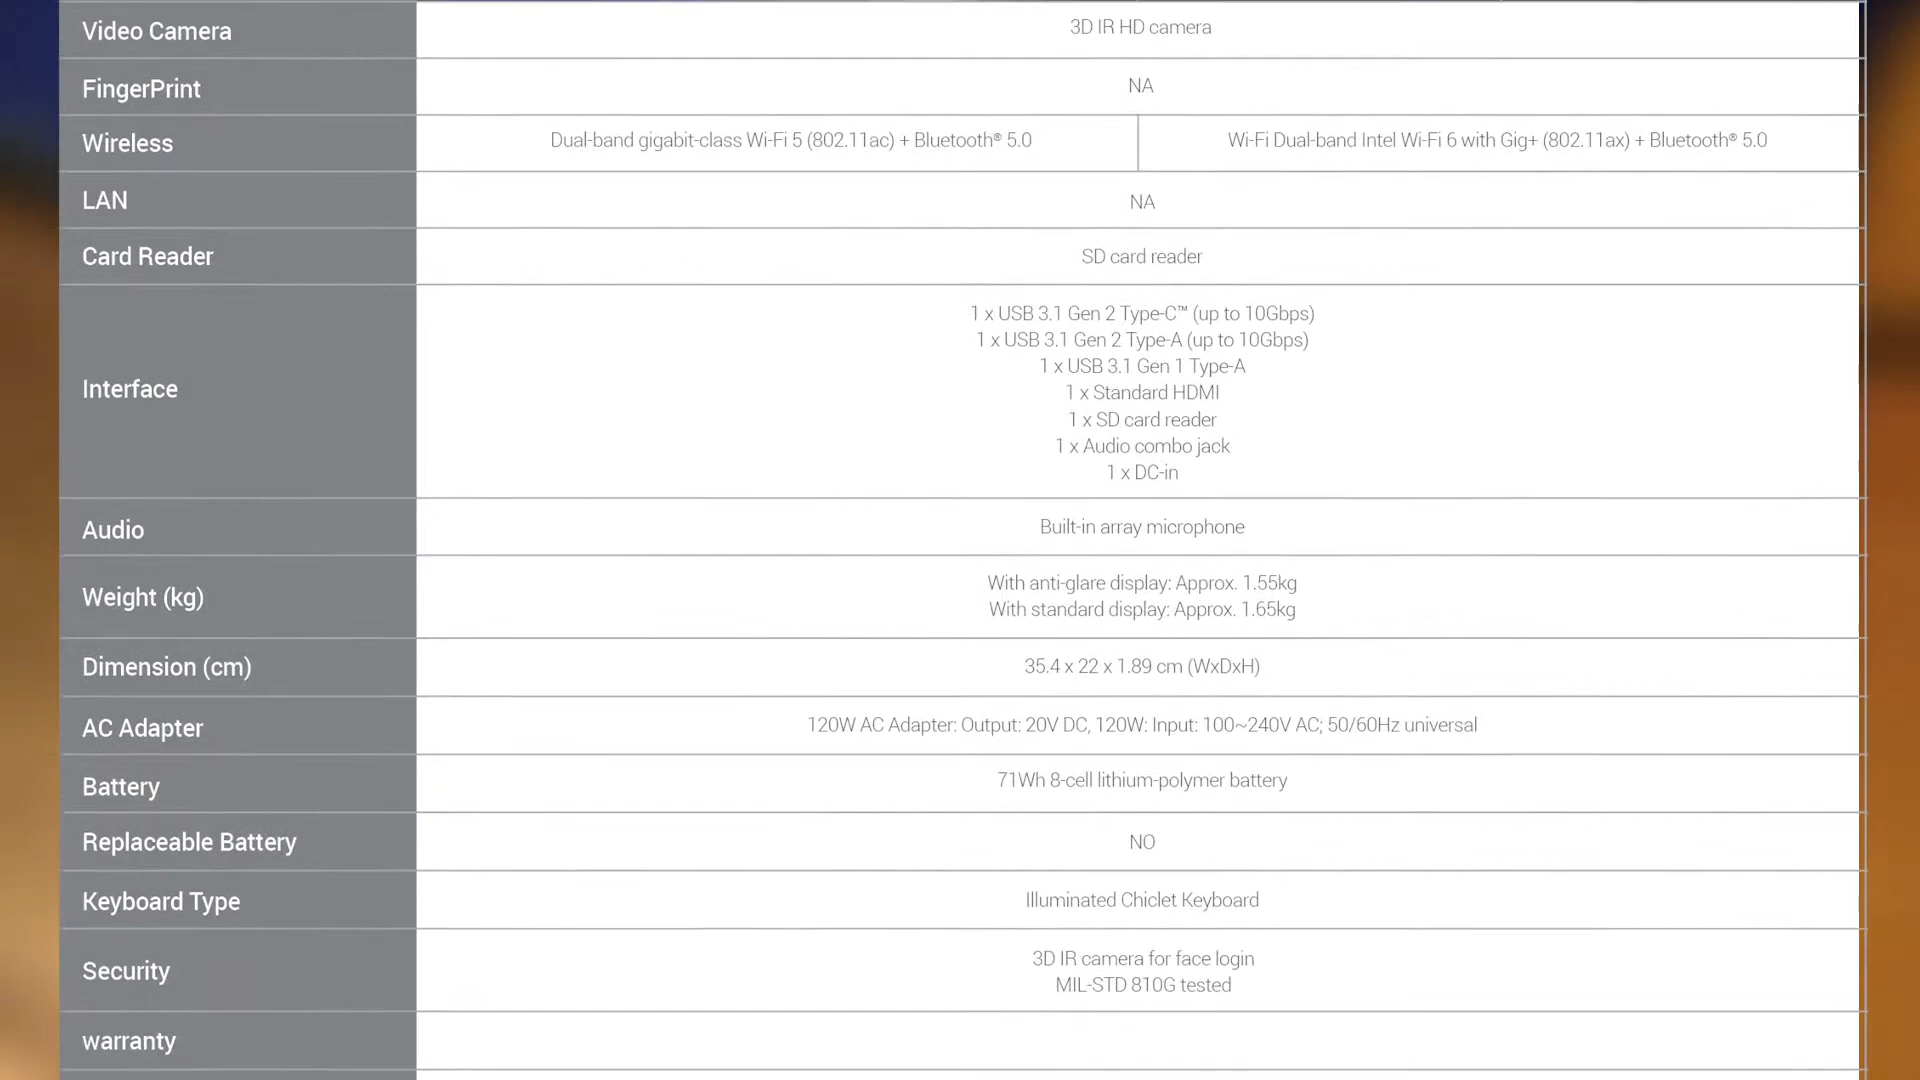 Video Camera
3D IR HD camera
FingerPrint
NA
Wireless
Dual-band gigabit-class Wi-Fi 5 (802.11ac) + Bluetooth® 5.0
Wi-Fi Dual-band Intel Wi-Fi 6 with Gig+ (802.11ax) + Bluetooth® 5.0
LAN
NA
Card Reader
SD card reader
Interface
1 x USB 3.1 Gen 2 Type-C™ (up to 10Gbps)
1 x USB 3.1 Gen 2 Type-A (up to 10Gbps)
1 x USB 3.1 Gen 1 Type-A
1 x Standard HDMI
1 x SD card reader
1 x Audio combo jack
1 x DC-in
Audio
Built-in array microphone
Weight (kg)
With anti-glare display: Approx. 1.55kg
With standard display: Approx. 1.65kg
Dimension (cm)
35.4 x 22 x 1.89 cm (WxDxH)
AC Adapter
120W AC Adapter: Output: 20V DC, 120W: Input: 100~240V AC; 50/60Hz universal
Battery
71Wh 8-cell lithium-polymer battery
Replaceable Battery
NO
Keyboard Type
Illuminated Chiclet Keyboard
Security
3D IR camera for face login
MIL-STD 810G tested
warranty